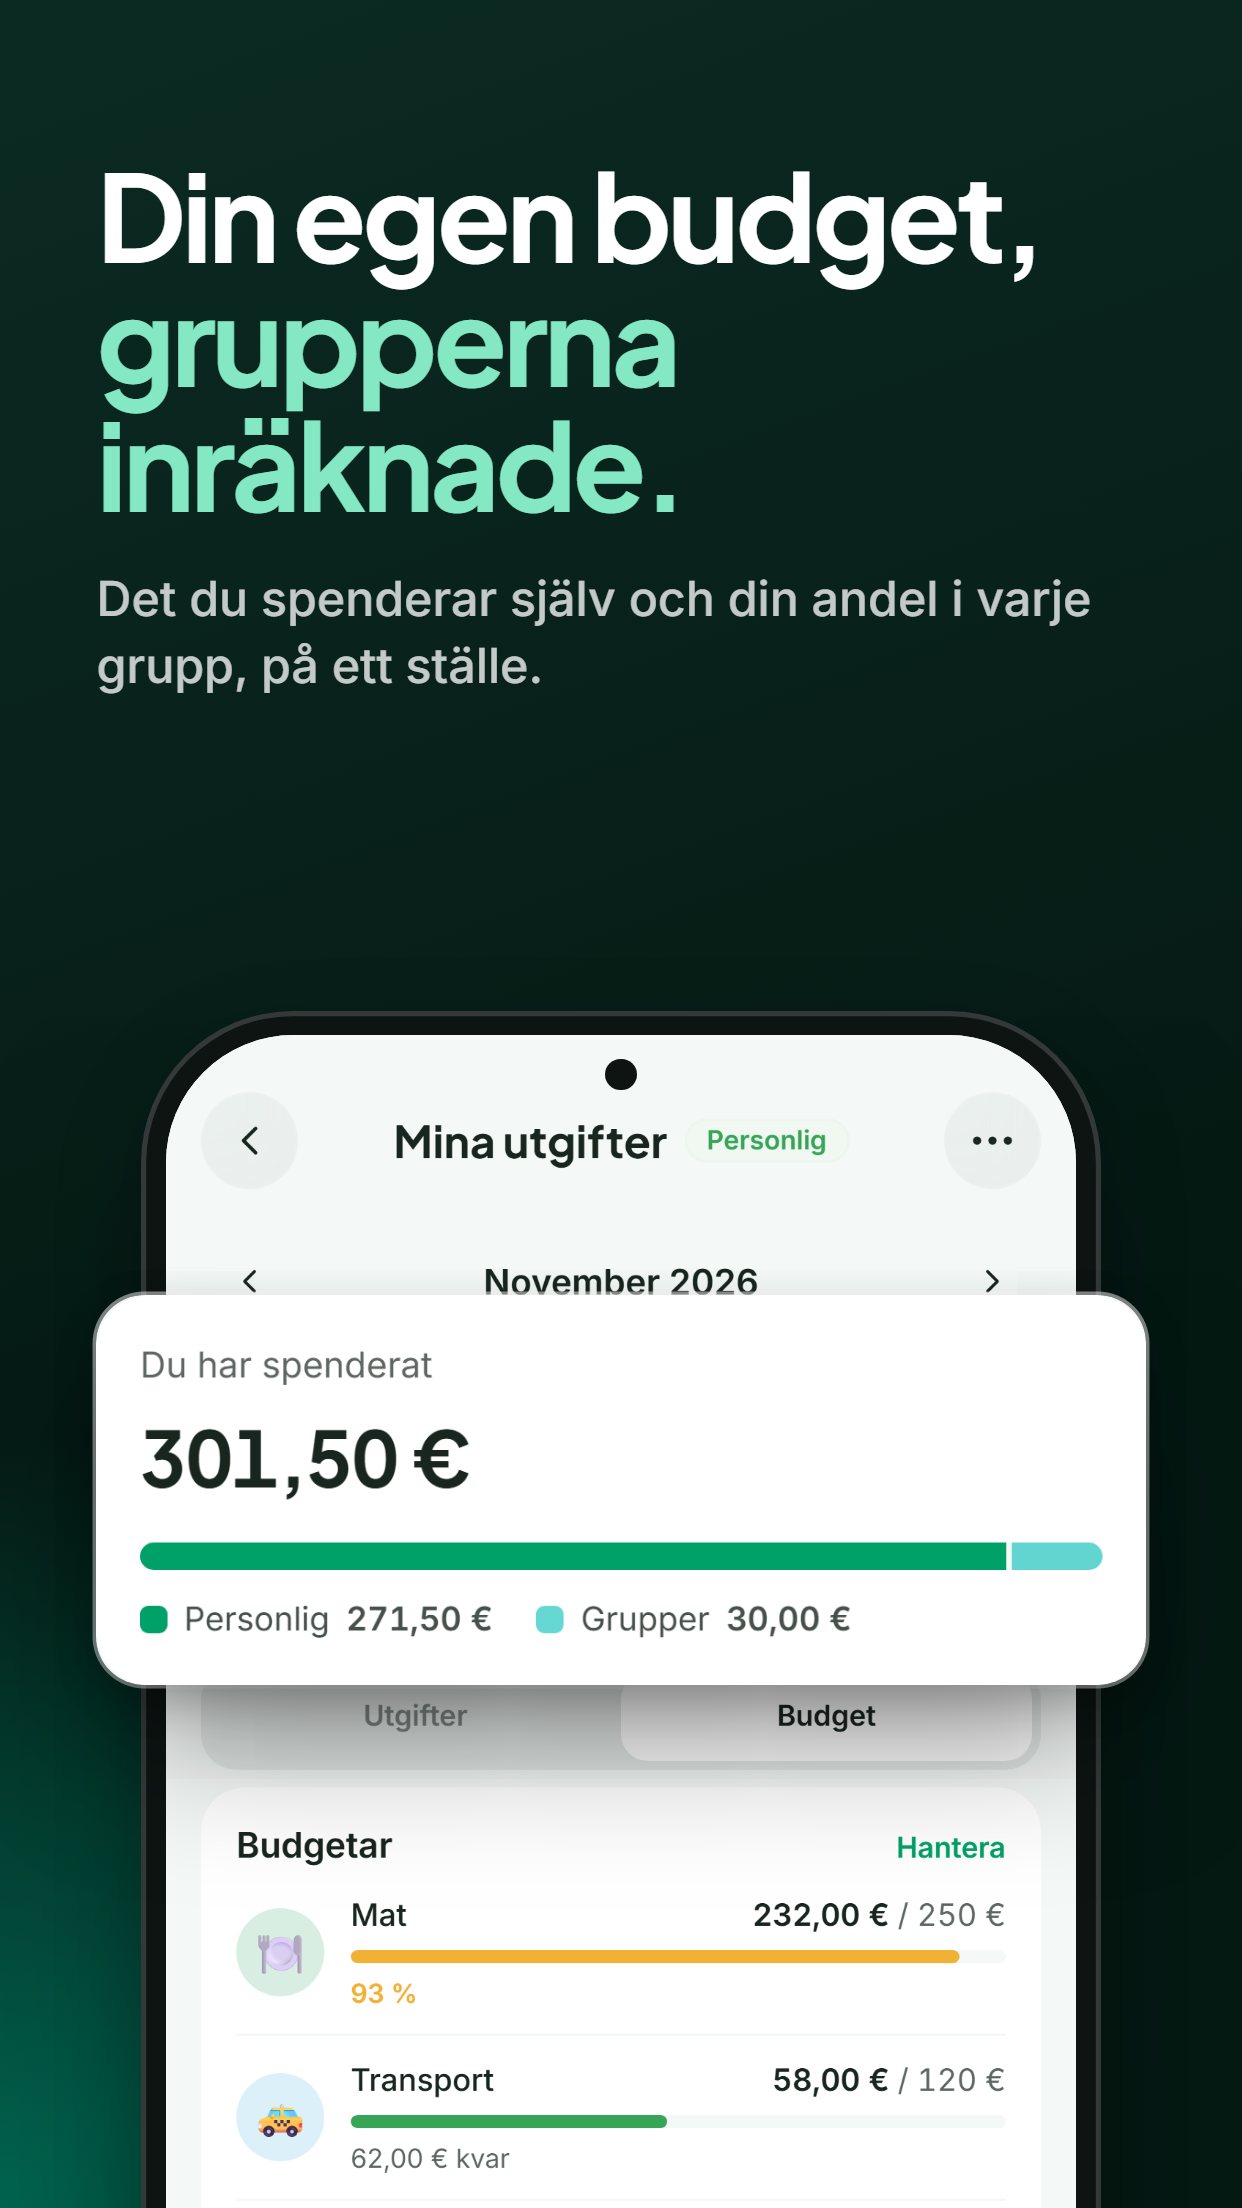 Din egen budget,
grupperna
inräknade.
Det du spenderar själv och din andel i varje
grupp, på ett ställe.
Mina utgifter Personlig
November 2026
Du har spenderat
301,50 €
Personlig 271,50 € Grupper 30,00 €
Utgifter Budget
Budgetar Hantera
Mat 232,00 € / 250 €
93 %
Transport 58,00 € / 120 €
62,00 € kvar